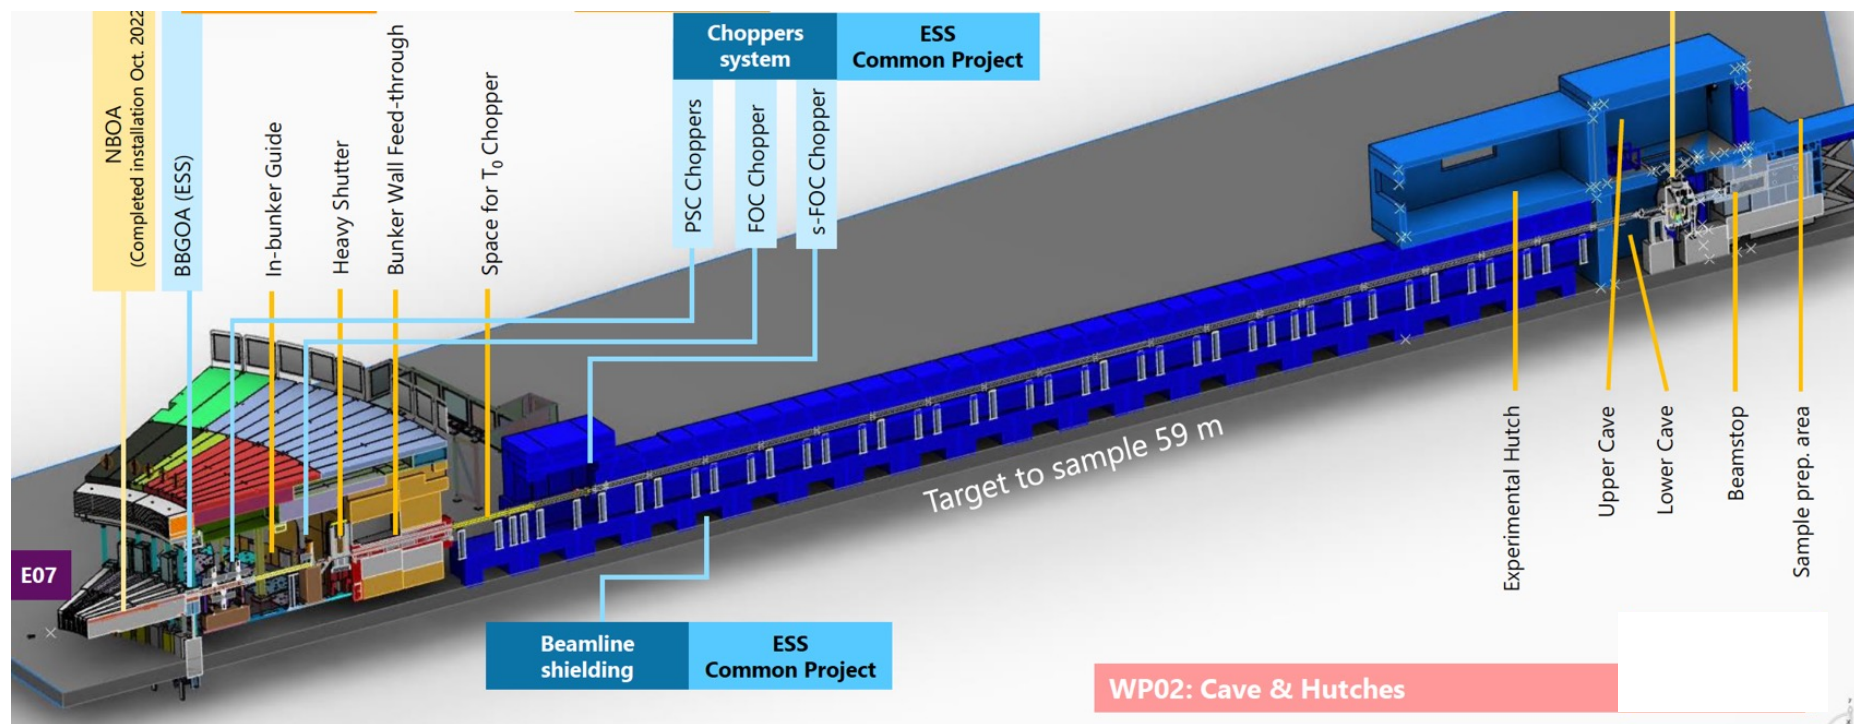 NBOA
(Completed installation Oct. 2022
BBGOA (ESS)
In-bunker Guide
Heavy Shutter
Bunker Wall Feed-through
Space for T₀ Chopper
Choppers
system
ESS
Common Project
PSC Choppers
FOC Chopper
s-FOC Chopper
Target to sample 59 m
Experimental Hutch
Upper Cave
Lower Cave
Beamstop
Sample prep. area
E07
Beamline
shielding
ESS
Common Project
WP02: Cave & Hutches